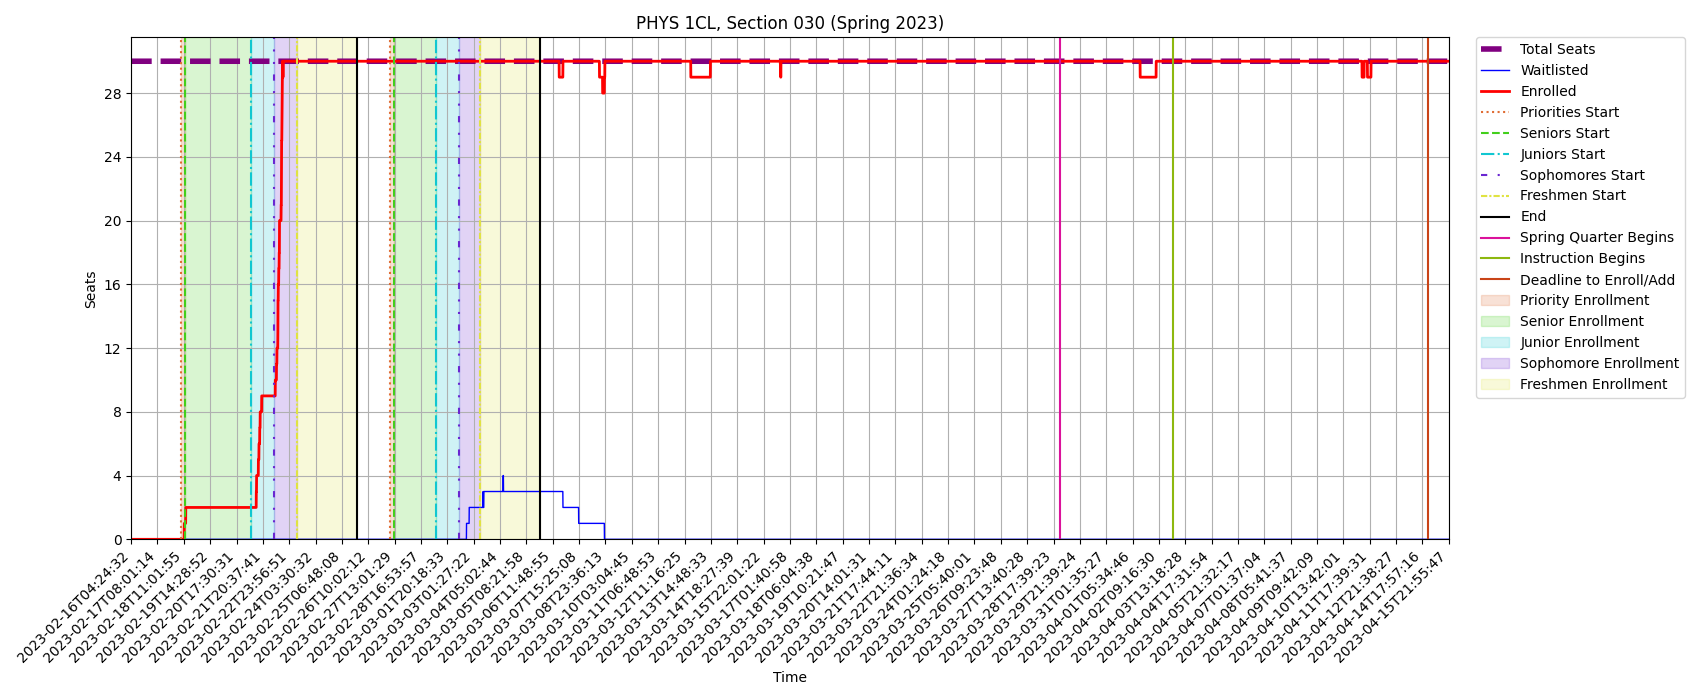 PHYS 1CL, Section 030 (Spring 2023)
Total Seats
Waitlisted
Enrolled
Priorities Start
Seniors Start
Juniors Start
Sophomores Start
Freshmen Start
End
Spring Quarter Begins
Instruction Begins
Deadline to Enroll/Add
Priority Enrollment
Senior Enrollment
Junior Enrollment
Sophomore Enrollment
Freshmen Enrollment
Seats
28
24
20
16
12
8
4
0
2023-02-16T04:24:32
2023-02-17T08:01:14
2023-02-18T11:01:55
2023-02-19T14:28:52
2023-02-20T17:30:31
2023-02-21T20:37:41
2023-02-22T23:56:51
2023-02-24T03:30:32
2023-02-25T06:48:08
2023-02-26T10:02:12
2023-02-27T13:01:29
2023-02-28T16:53:57
2023-03-01T20:18:33
2023-03-03T01:27:22
2023-03-04T05:02:44
2023-03-05T08:21:58
2023-03-06T11:48:55
2023-03-07T15:25:08
2023-03-08T23:36:13
2023-03-10T03:04:45
2023-03-11T06:48:53
2023-03-12T11:16:25
2023-03-13T14:48:33
2023-03-14T18:27:39
2023-03-15T22:01:22
2023-03-17T01:40:58
2023-03-18T06:04:38
2023-03-19T10:21:47
2023-03-20T14:01:31
2023-03-21T17:44:11
2023-03-22T21:36:34
2023-03-24T01:24:18
2023-03-25T05:40:01
2023-03-26T09:23:48
2023-03-27T13:40:28
2023-03-28T17:39:23
2023-03-29T21:39:24
2023-03-31T01:35:27
2023-04-01T05:34:46
2023-04-02T09:16:30
2023-04-03T13:18:28
2023-04-04T17:31:54
2023-04-05T21:32:17
2023-04-07T01:37:04
2023-04-08T05:41:37
2023-04-09T09:42:09
2023-04-10T13:42:01
2023-04-11T17:39:31
2023-04-12T21:38:27
2023-04-14T17:57:16
2023-04-15T21:55:47
Time